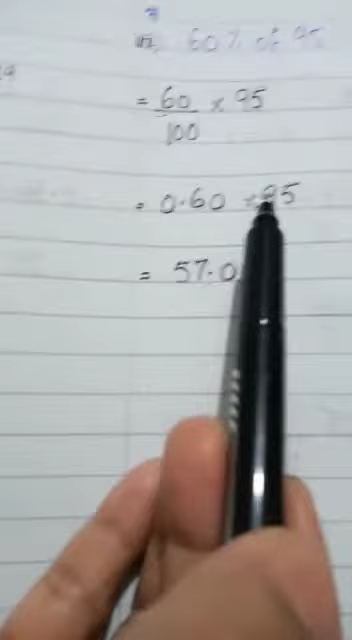 60% of 95
= 60/100 × 95
= 0.60 × 95
= 57.0